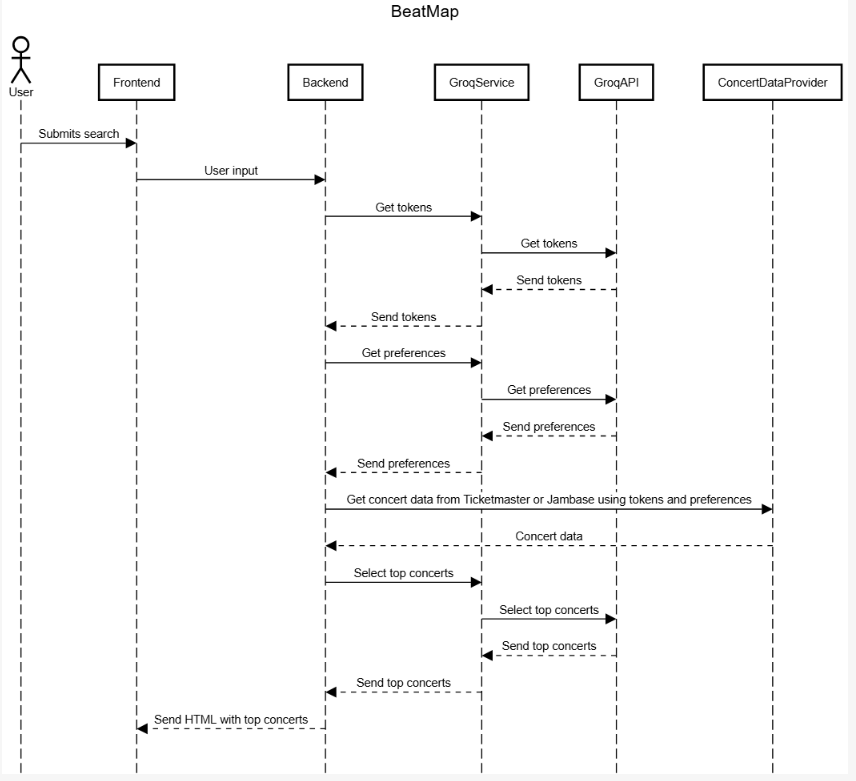 BeatMap
User
Frontend
Backend
GroqService
GroqAPI
ConcertDataProvider
Submits search
User input
Get tokens
Get tokens
Send tokens
Send tokens
Get preferences
Get preferences
Send preferences
Send preferences
Get concert data from Ticketmaster or Jambase using tokens and preferences
Concert data
Select top concerts
Select top concerts
Send top concerts
Send top concerts
Send HTML with top concerts